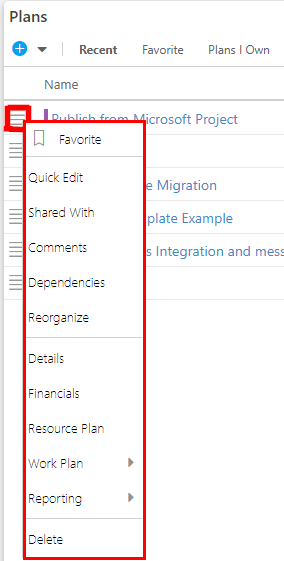 Plans
Recent Favorite Plans I Own
Name
Publish from Microsoft Project
Favorite
Quick Edit
e Migration
Shared With
plate Example
Comments
s Integration and mess
Dependencies
Reorganize
Details
Financials
Resource Plan
Work Plan
Reporting
Delete